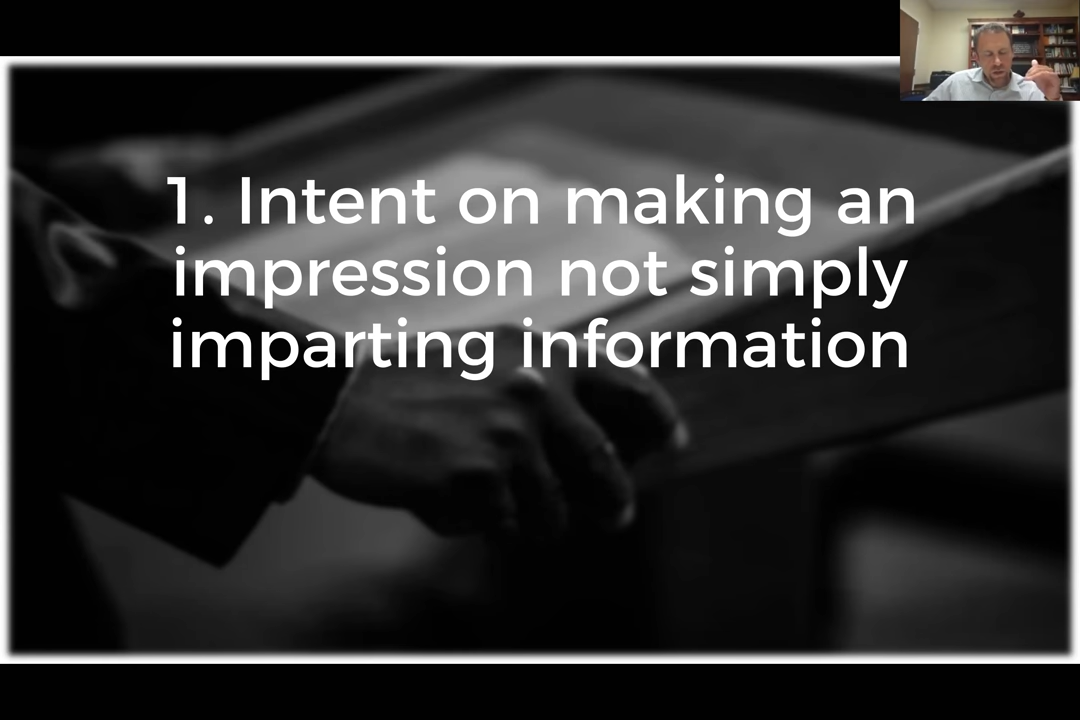 1. Intent on making an
impression not simply
imparting information